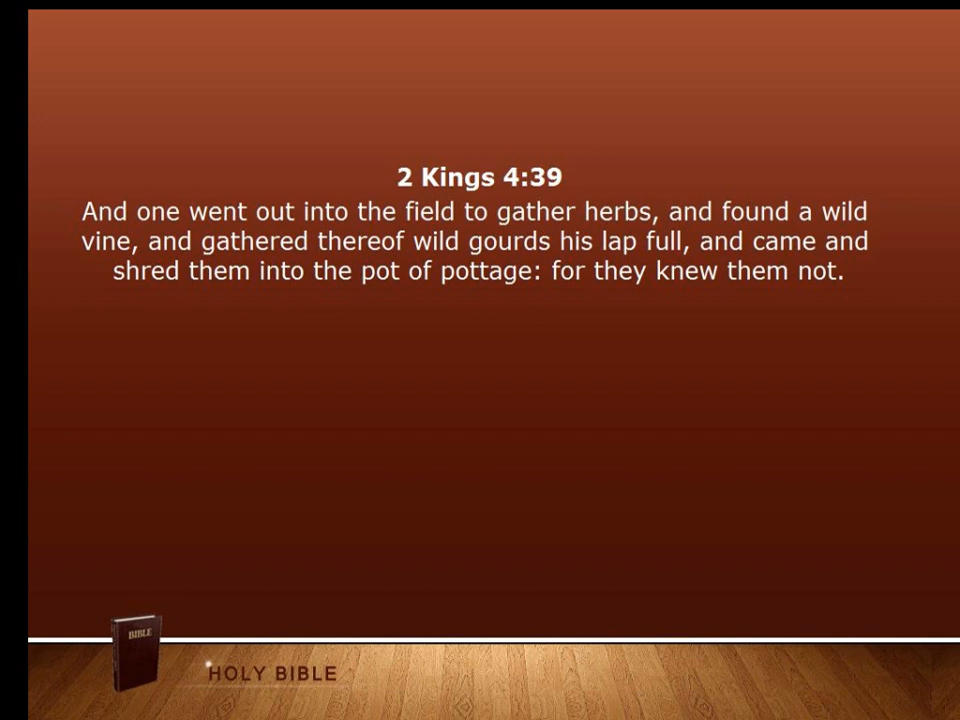 2 Kings 4:39
And one went out into the field to gather herbs, and found a wild
vine, and gathered thereof wild gourds his lap full, and came and
shred them into the pot of pottage: for they knew them not.
BIBLE
HOLY BIBLE